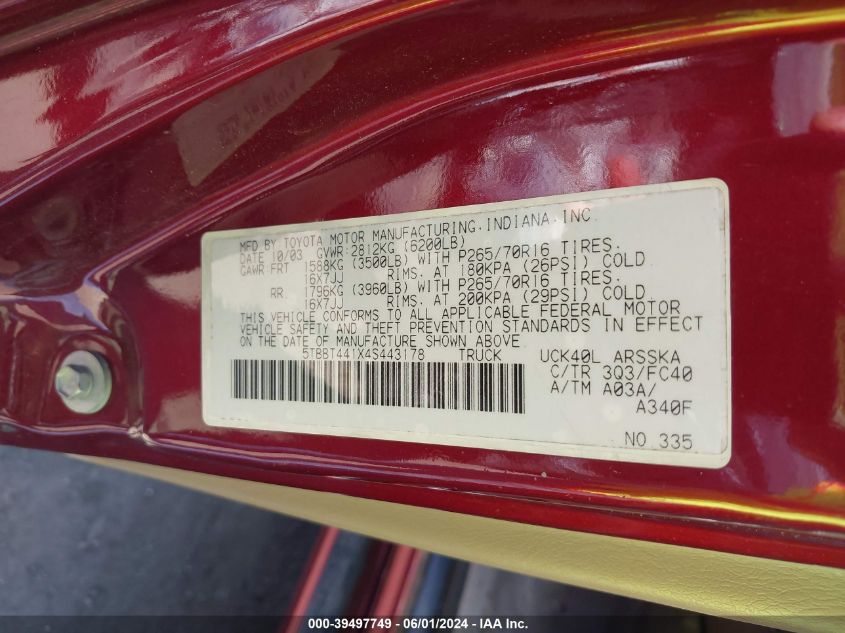 MFD BY TOYOTA MOTOR MANUFACTURING.INDIANA.INC.
DATE 10/03 GVWR:2812KG (6200LB)
GAWR:FRT 1588KG (3500LB) WITH P265/70R16 TIRES.
16X7JJ RIMS. AT 180KPA (26PSI) COLD
RR 1796KG (3960LB) WITH P265/70R16 TIRES.
16X7JJ RIMS. AT 200KPA (29PSI) COLD
THIS VEHICLE CONFORMS TO ALL APPLICABLE FEDERAL MOTOR
VEHICLE SAFETY AND THEFT PREVENTION STANDARDS IN EFFECT
ON THE DATE OF MANUFACTURE SHOWN ABOVE.
5TBBT441X4S443178 TRUCK UCK40L ARSSKA
C/TR 3Q3/FC40
A/TM A03A/
A340F
NO 335
000-39497749 - 06/01/2024 - IAA Inc.